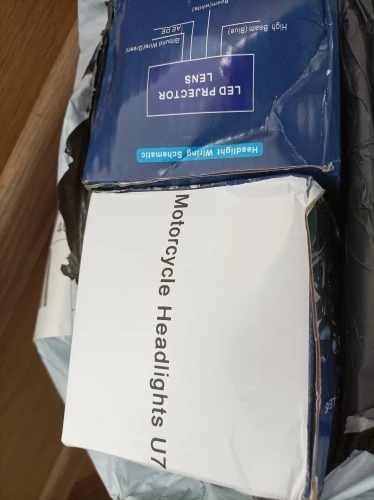 Headlight Wiring Schematic
LED PROJECTOR
LENS
Ground Wire(Green)
High Beam (Blue)
Motorcycle Headlights U7